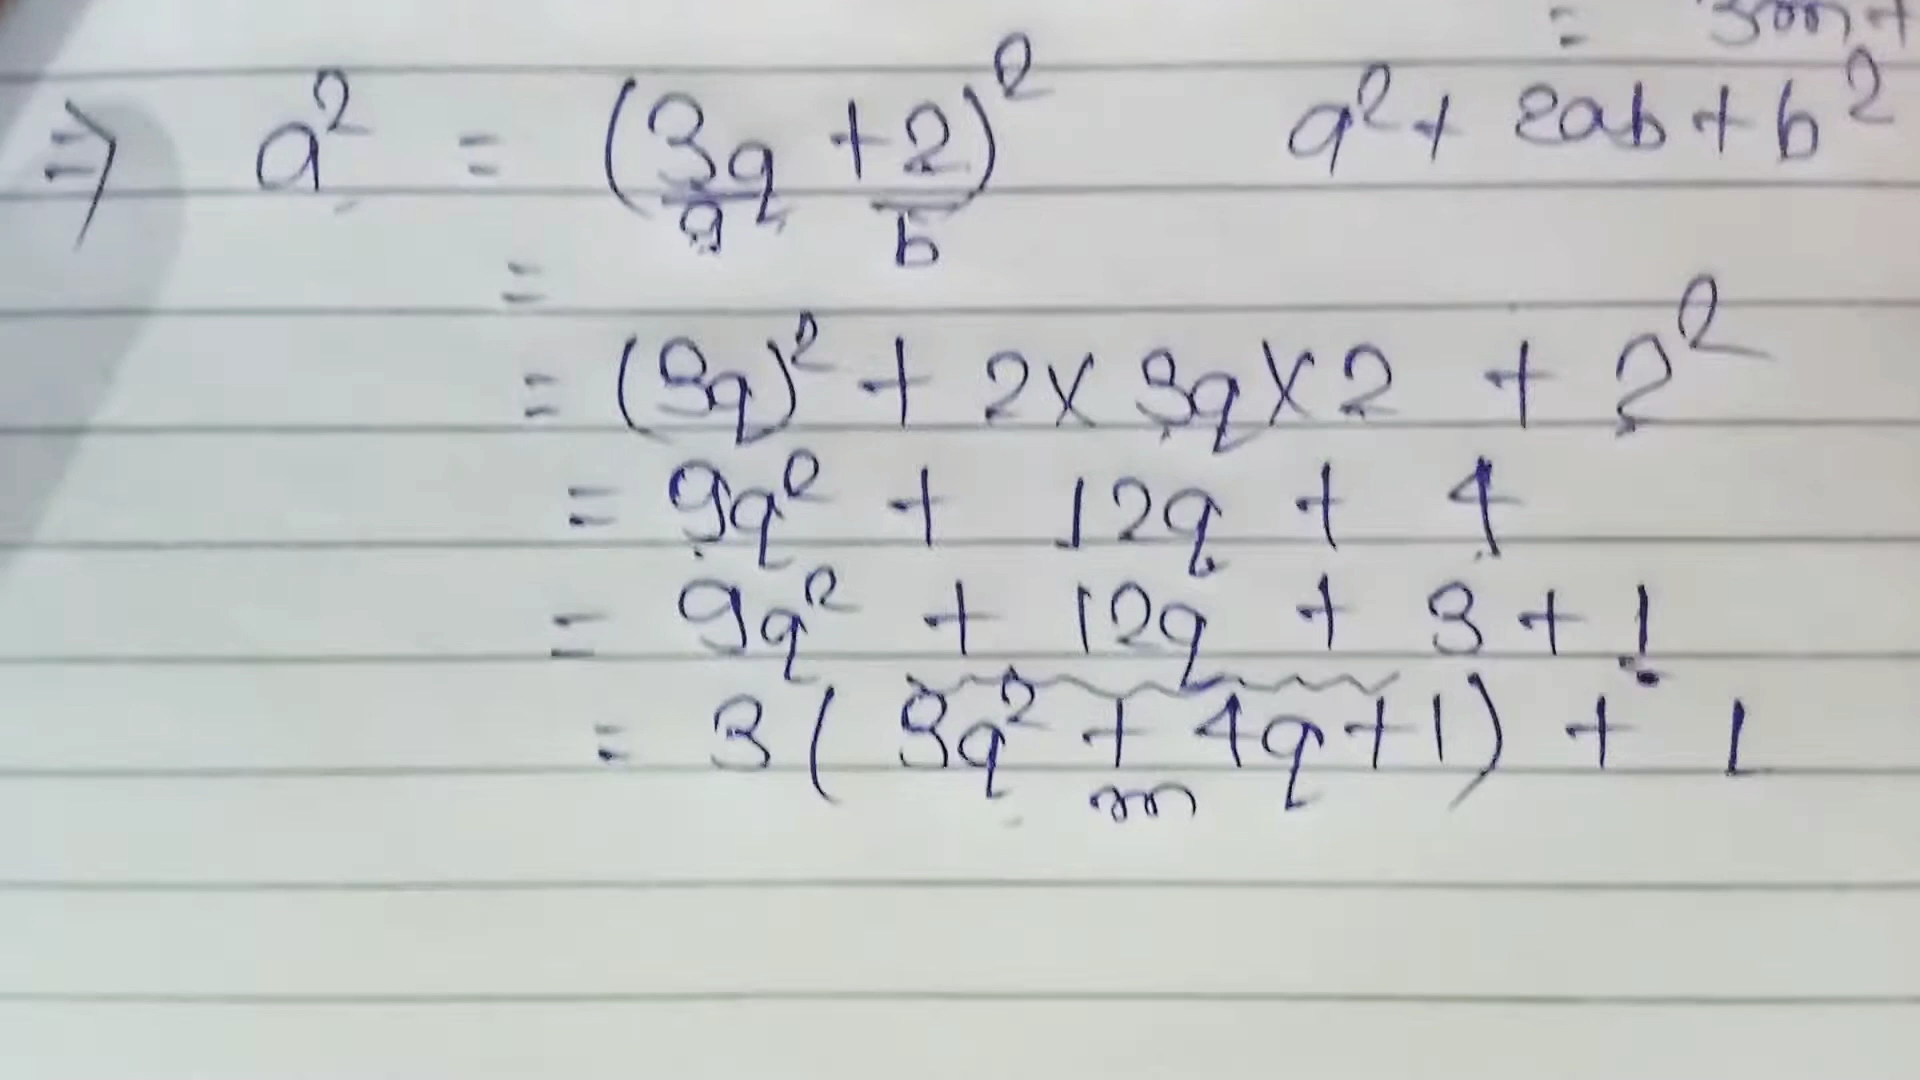 = 3m +
⇒ a² = (3q + 2)² a² + 2ab + b²
a b
=
= (3q)² + 2 × 3q × 2 + 2²
= 9q² + 12q + 4
= 9q² + 12q + 3 + 1
= 3 ( 3q² + 4q + 1) + 1
m